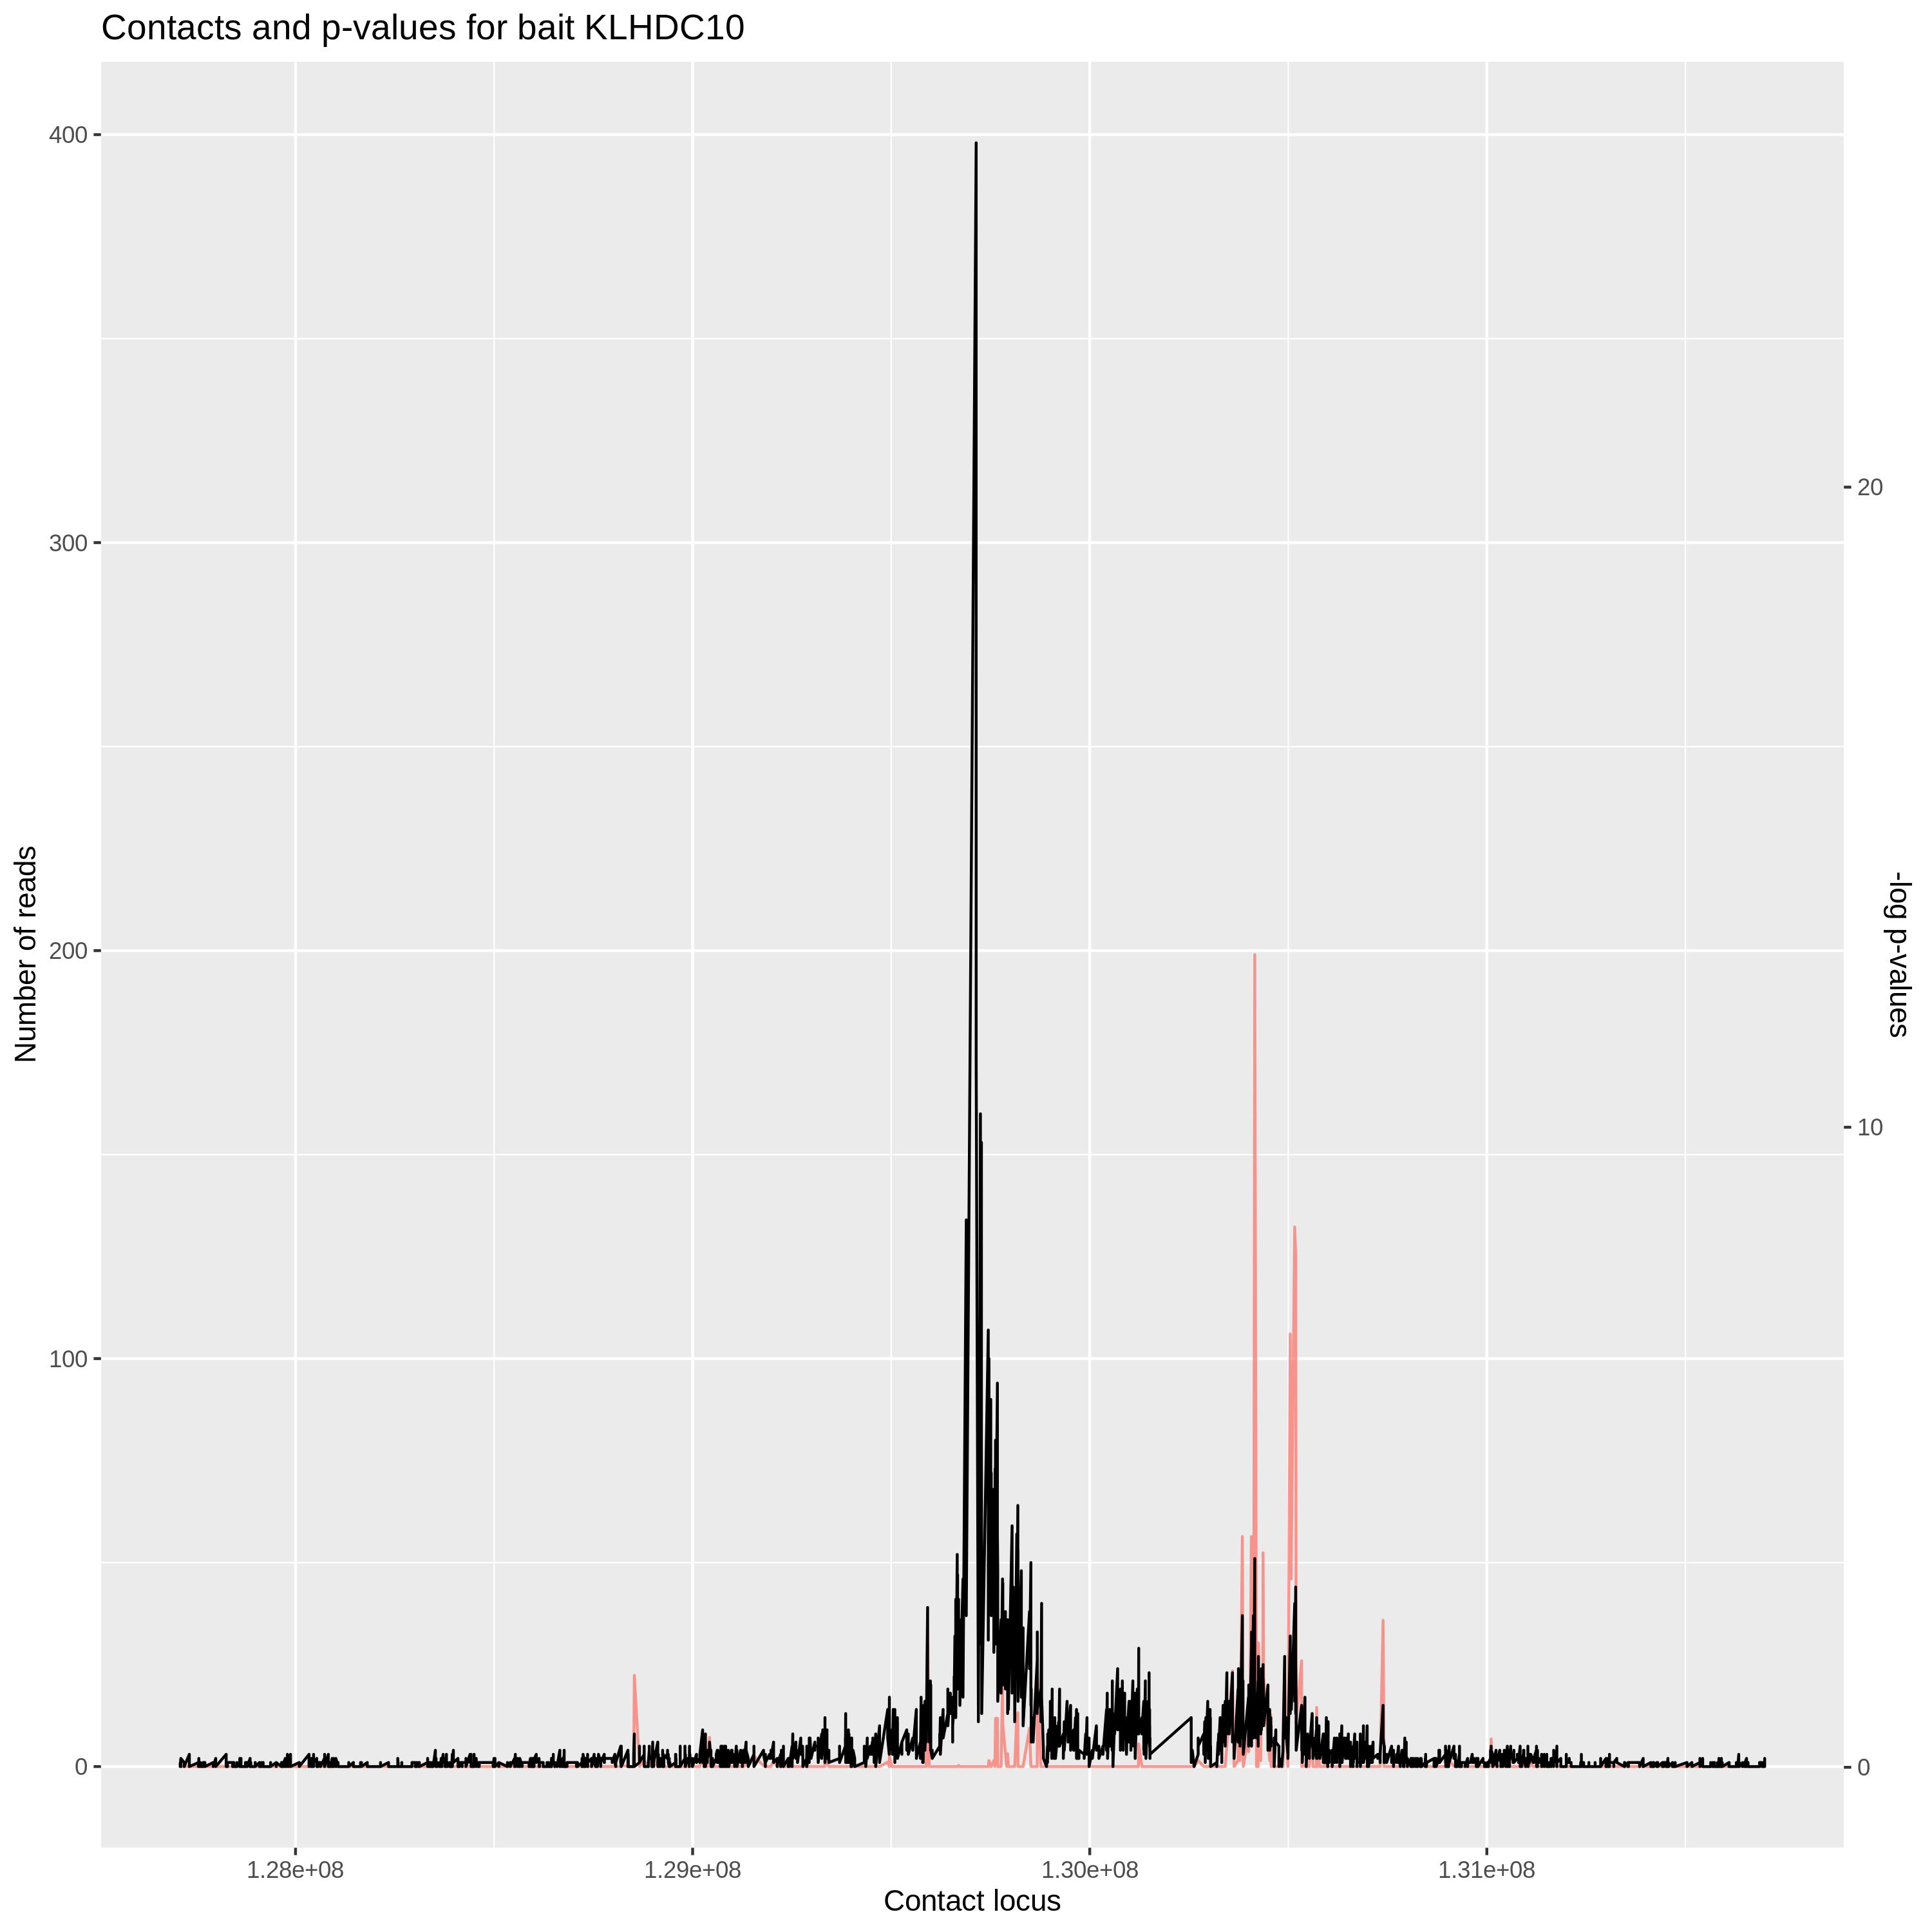 Contacts and p-values for bait KLHDC10
400
300
200
100
0
Number of reads
20
10
0
-log p-values
1.28e+08
1.29e+08
1.30e+08
1.31e+08
Contact locus